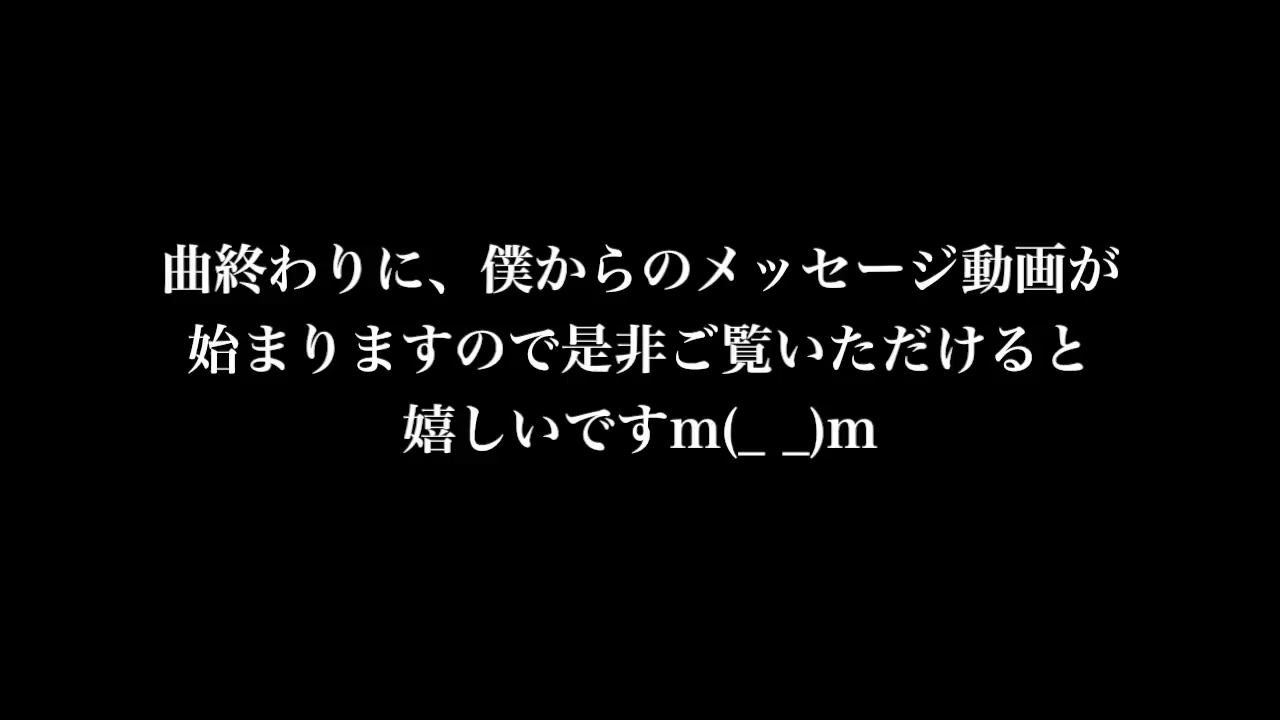 曲終わりに、僕からのメッセージ動画が
始まりますので是非ご覧いただけると
嬉しいですm(_ _)m